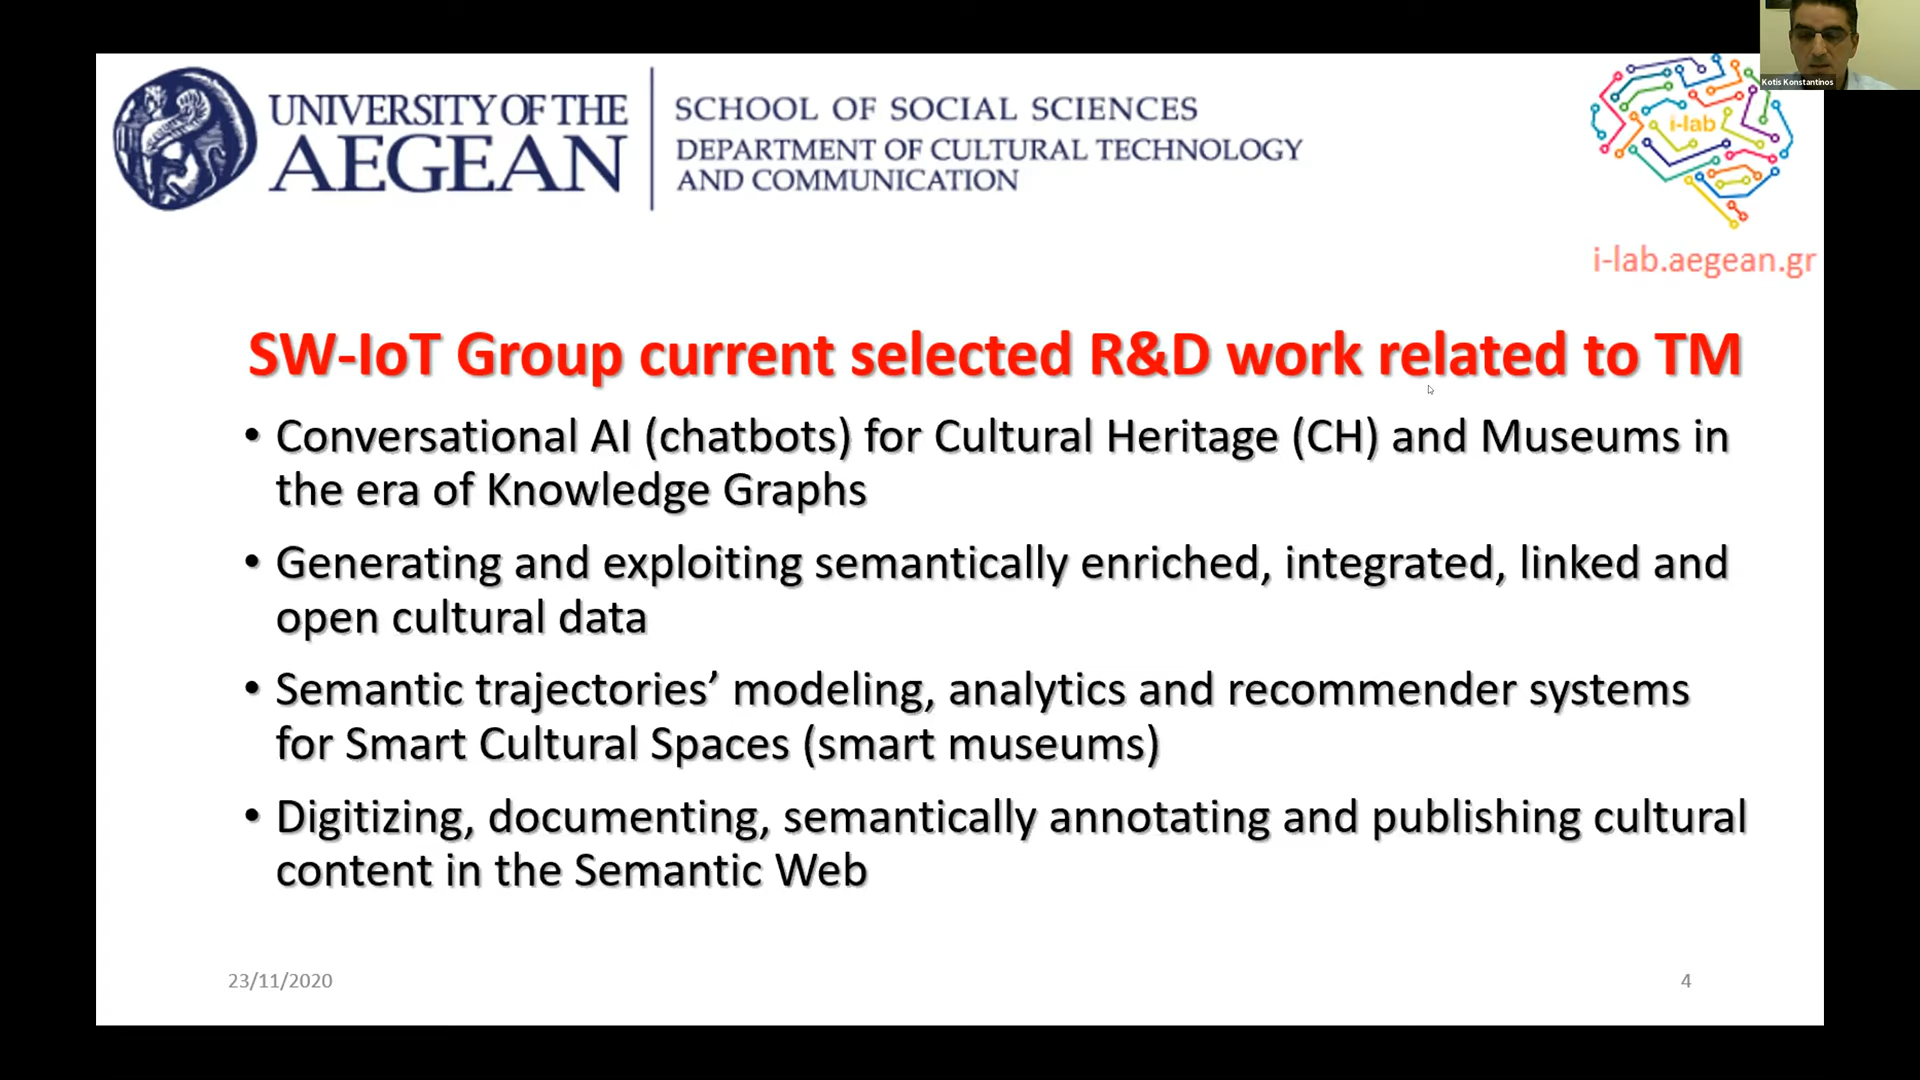 Kotis Konstantinos
UNIVERSITY OF THE
AEGEAN
SCHOOL OF SOCIAL SCIENCES
DEPARTMENT OF CULTURAL TECHNOLOGY
AND COMMUNICATION
i-lab
i-lab.aegean.gr
SW-IoT Group current selected R&D work related to TM
• Conversational AI (chatbots) for Cultural Heritage (CH) and Museums in
the era of Knowledge Graphs
• Generating and exploiting semantically enriched, integrated, linked and
open cultural data
• Semantic trajectories’ modeling, analytics and recommender systems
for Smart Cultural Spaces (smart museums)
• Digitizing, documenting, semantically annotating and publishing cultural
content in the Semantic Web
23/11/2020
4